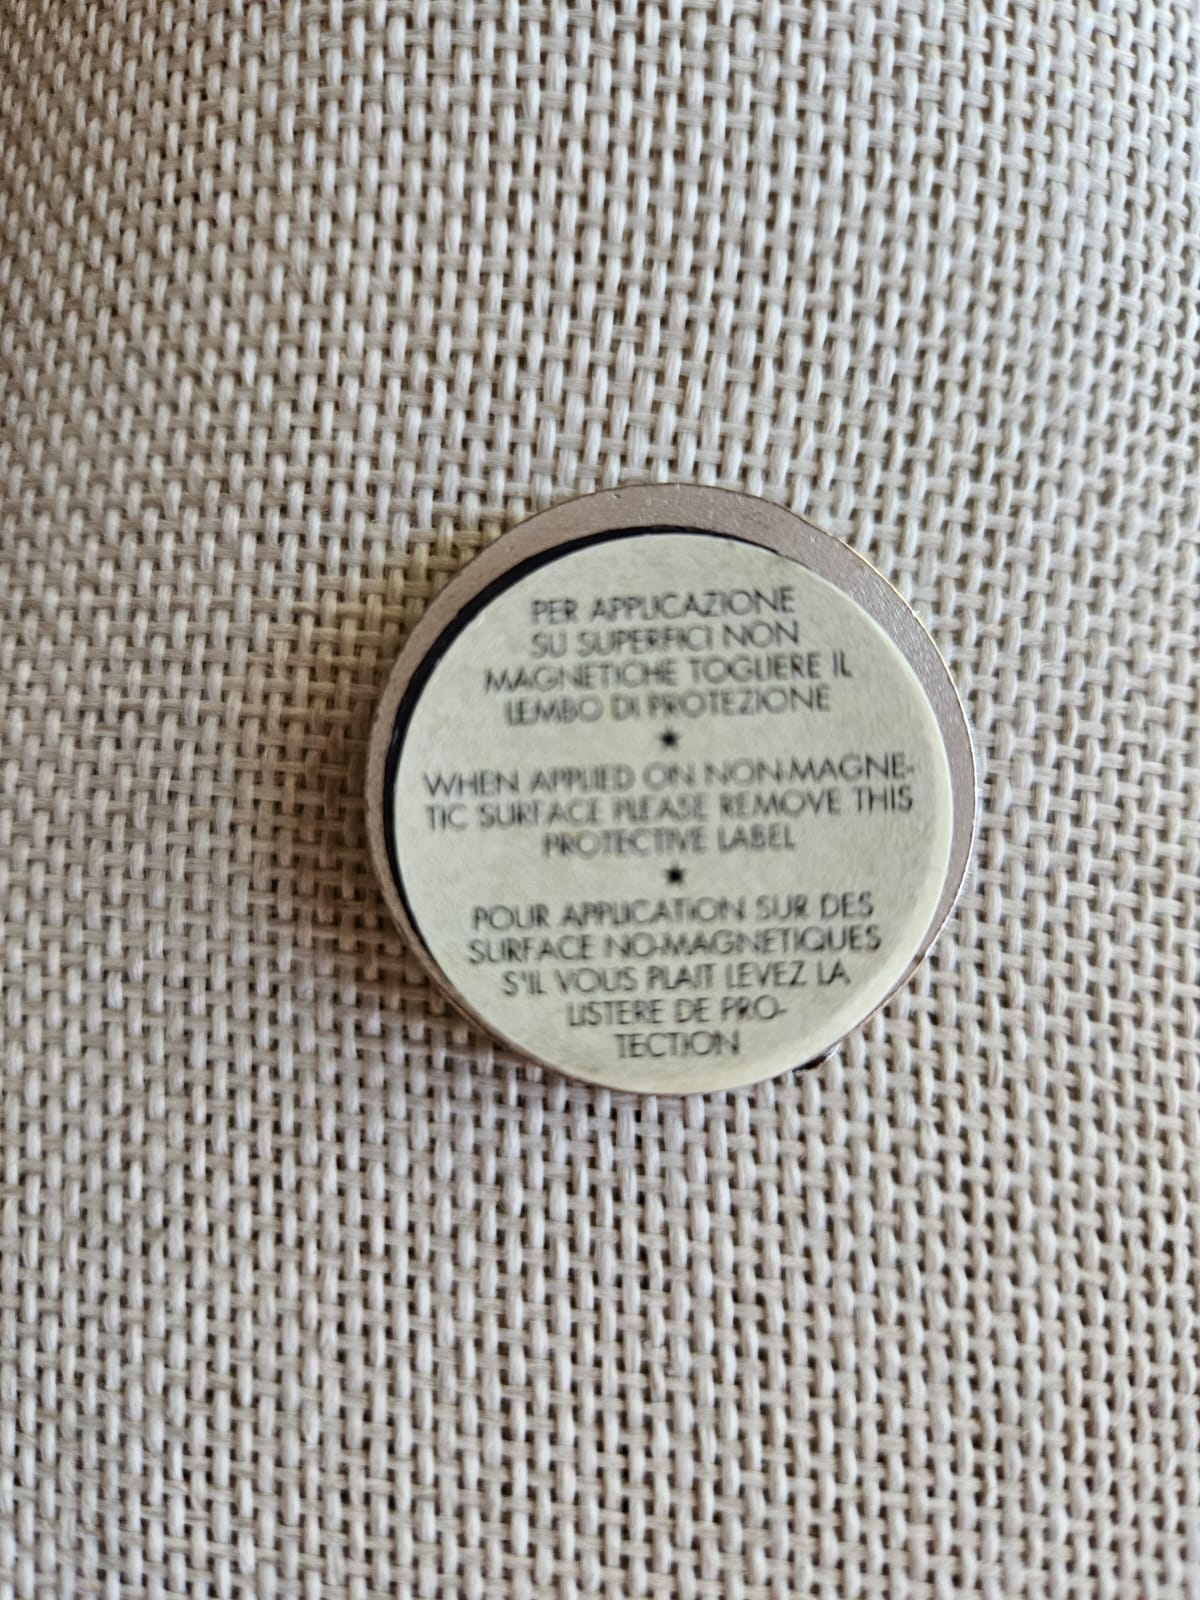 PER APPLICAZIONE
SU SUPERFICI NON
MAGNETICHE TOGLIERE IL
LEMBO DI PROTEZIONE
★
WHEN APPLIED ON NON-MAGNE-
TIC SURFACE PLEASE REMOVE THIS
PROTECTIVE LABEL
★
POUR APPLICATION SUR DES
SURFACE NO-MAGNETIQUES
S'IL VOUS PLAIT LEVEZ LA
LISTERE DE PRO-
TECTION